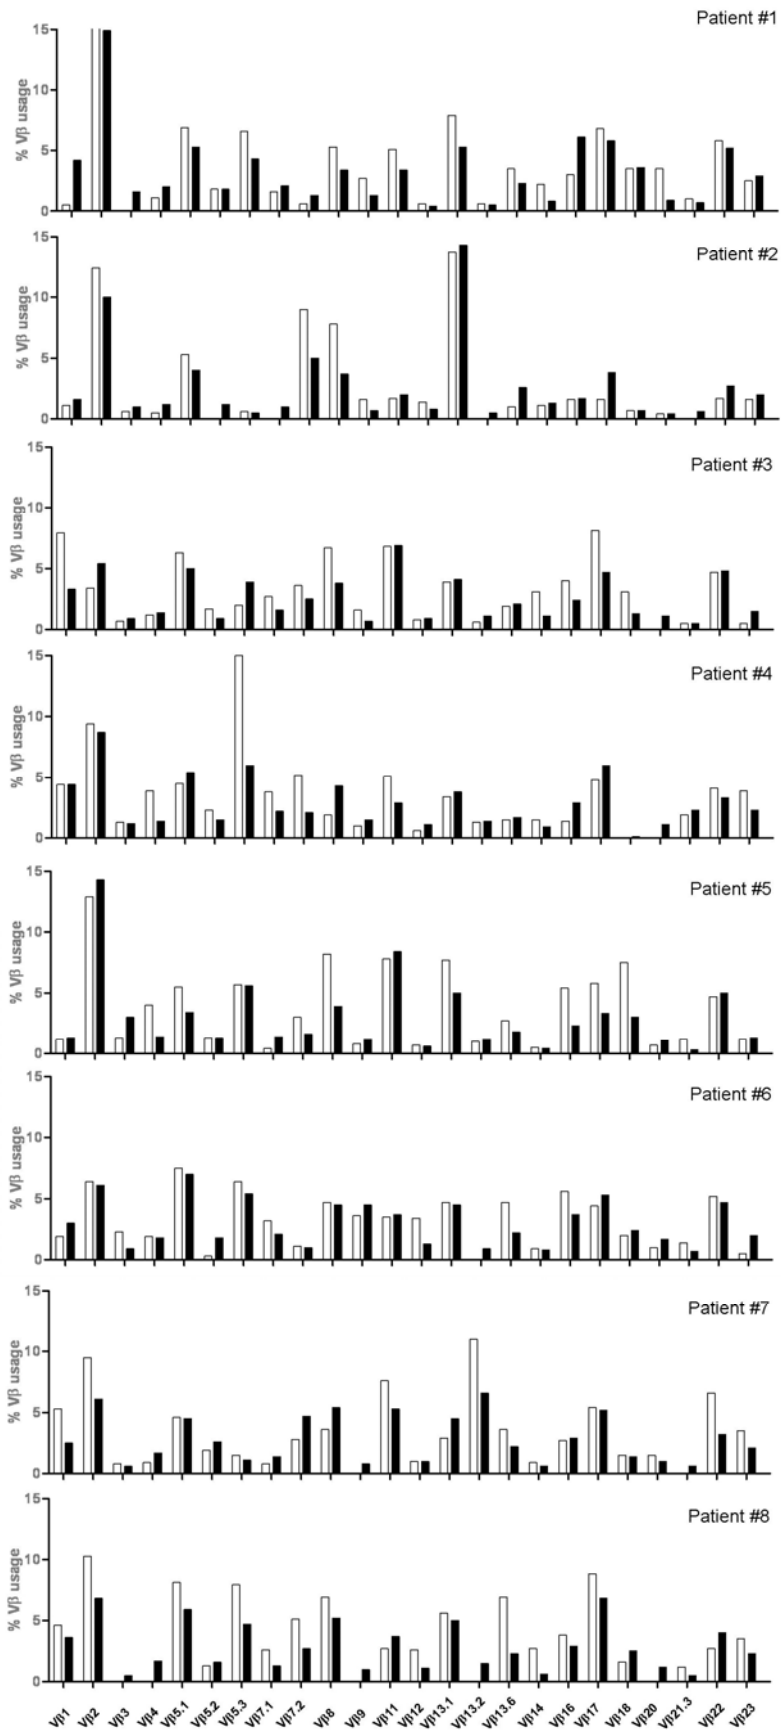 Patient #1
% Vβ usage
15
10
5
0
Patient #2
% Vβ usage
15
10
5
0
Patient #3
% Vβ usage
15
10
5
0
Patient #4
% Vβ usage
15
10
5
0
Patient #5
% Vβ usage
15
10
5
0
Patient #6
% Vβ usage
15
10
5
0
Patient #7
% Vβ usage
15
10
5
0
Patient #8
% Vβ usage
15
10
5
0
Vβ1
Vβ2
Vβ3
Vβ4
Vβ5.1
Vβ5.2
Vβ5.3
Vβ7.1
Vβ7.2
Vβ8
Vβ9
Vβ11
Vβ12
Vβ13.1
Vβ13.2
Vβ13.6
Vβ14
Vβ16
Vβ17
Vβ18
Vβ20
Vβ21.3
Vβ22
Vβ23